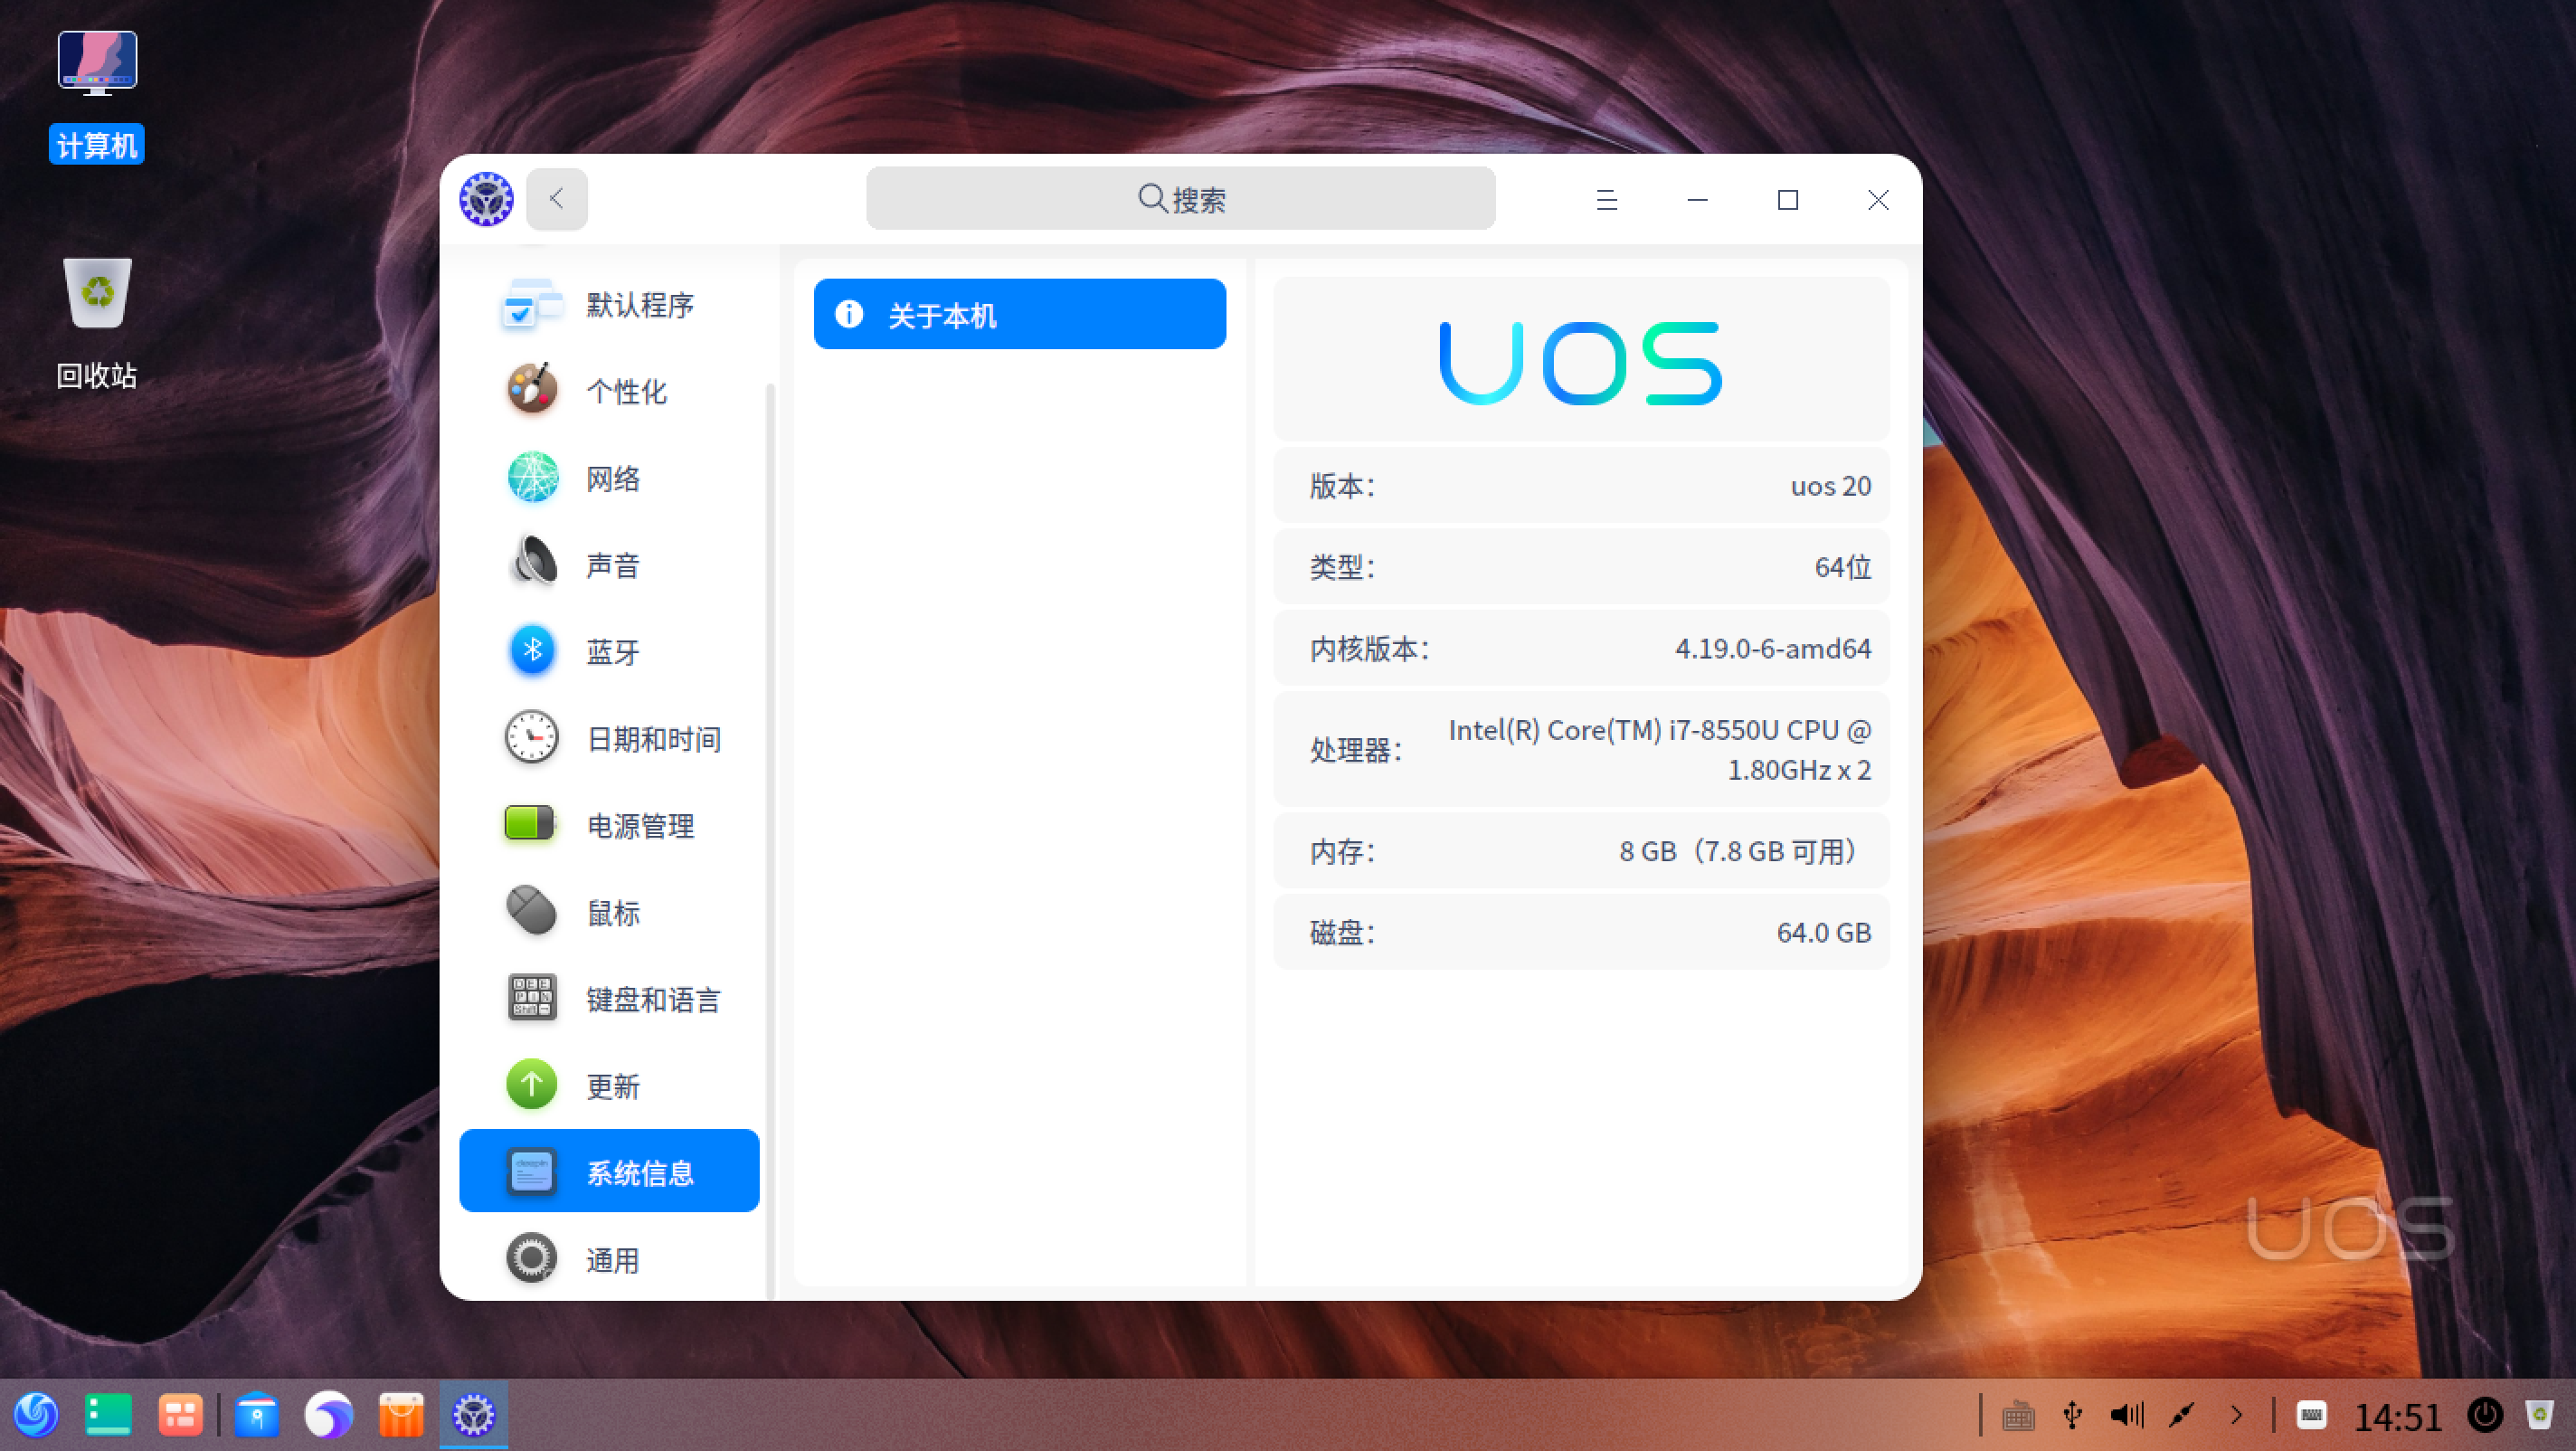 计算机
回收站
搜索
默认程序
个性化
网络
声音
蓝牙
日期和时间
电源管理
鼠标
键盘和语言
更新
系统信息
通用
关于本机
UOS
版本： uos 20
类型： 64位
内核版本： 4.19.0-6-amd64
处理器： Intel(R) Core(TM) i7-8550U CPU @
1.80GHz x 2
内存： 8 GB（7.8 GB 可用）
磁盘： 64.0 GB
UOS
14:51